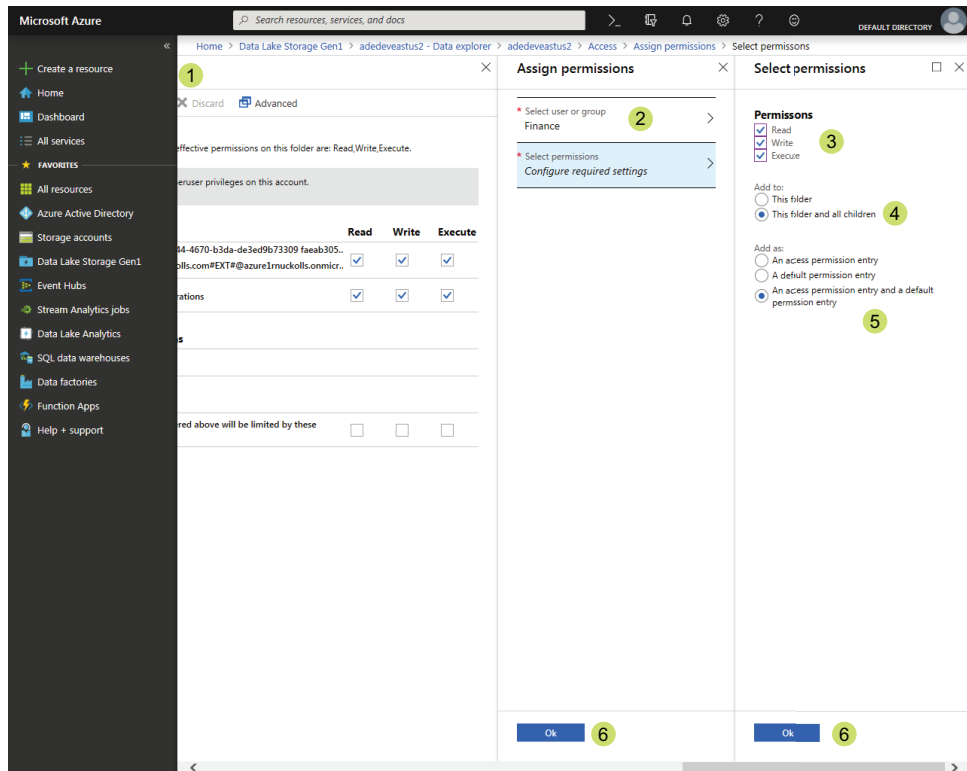 Microsoft Azure
Search resources, services, and docs
DEFAULT DIRECTORY
Home > Data Lake Storage Gen1 > adedeveastus2 - Data explorer > adedeveastus2 > Access > Assign permissions > Select permissons
Create a resource
Home
Dashboard
All services
FAVORITES
All resources
Azure Active Directory
Storage accounts
Data Lake Storage Gen1
Event Hubs
Stream Analytics jobs
Data Lake Analytics
SQL data warehouses
Data factories
Function Apps
Help + support
1
Discard
Advanced
effective permissions on this folder are: Read,Write,Execute.
eruser privileges on this account.
Read Write Execute
44-4670-b3da-de3ed9b73309 faeab305..
olls.com#EXT#@azure1rnuckolls.onmicr..
rations
s
red above will be limited by these
Assign permissions
* Select user or group
Finance
2
* Select permissions
Configure required settings
Ok
6
Select permissions
Permissons
Read
Write
Execue
3
Add to:
This fılder
This fılder and all children
4
Add as:
An acess permission entry
A defult permission entry
An acess permission entry and a default
permssion entry
5
Ok
6